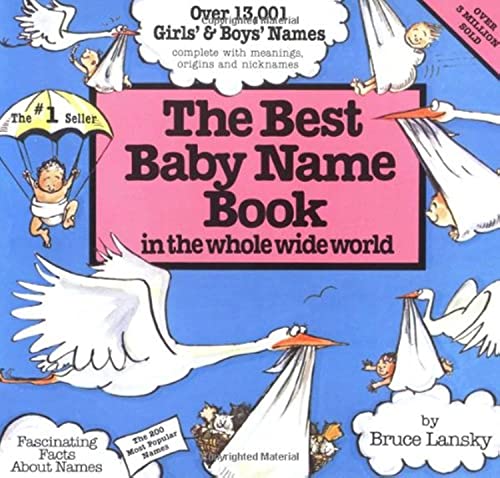 Copyrighted Material
Over 13,001
Girls' & Boys' Names
complete with meanings,
origins and nicknames
OVER
3 MILLION
SOLD
The #1 Seller
The Best
Baby Name
Book
in the whole wide world
Fascinating
Facts
About Names
The 200
Most Popular
Names
by
Bruce Lansky
Copyrighted Material